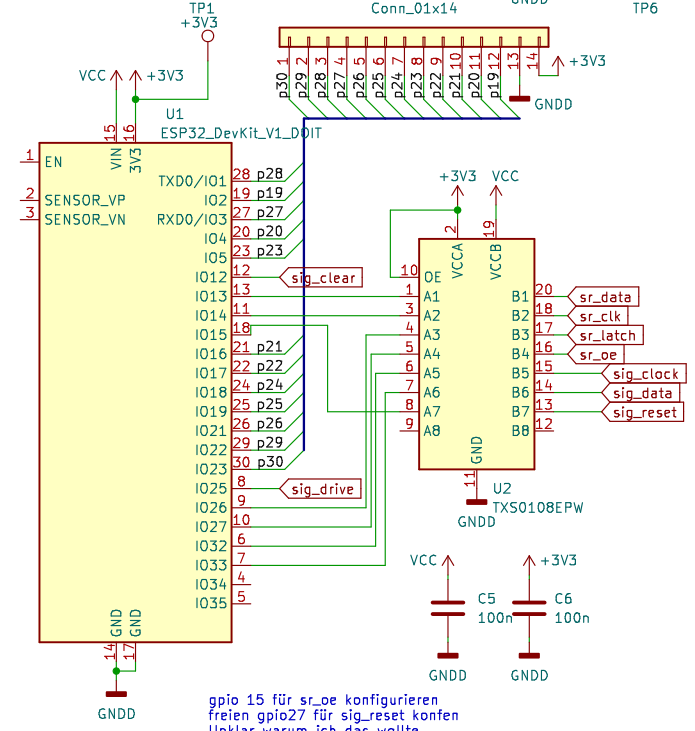 GNDD
TP1
+3V3
Conn_01x14
TP6
1 2 3 4 5 6 7 8 9 10 11 12 13 14
p30 p29 p28 p27 p26 p25 p24 p23 p22 p21 p20 p19
+3V3
GNDD
VCC
+3V3
U1
ESP32_DevKit_V1_DOIT
15 16
VIN 3V3
1 EN
2 SENSOR_VP
3 SENSOR_VN
TXD0/IO1 28 p28
IO2 19 p19
RXD0/IO3 27 p27
IO4 20 p20
IO5 23 p23
IO12 12 sig_clear
IO13 13
IO14 11
IO15 18
IO16 21 p21
IO17 22 p22
IO18 24 p24
IO19 25 p25
IO21 26 p26
IO22 29 p29
IO23 30 p30
IO25 8 sig_drive
IO26 9
IO27 10
IO32 6
IO33 7
IO34 4
IO35 5
GND GND
14 17
GNDD
+3V3 VCC
2 19
VCCA VCCB
10 OE
1 A1 B1 20 sr_data
3 A2 B2 18 sr_clk
4 A3 B3 17 sr_latch
5 A4 B4 16 sr_oe
6 A5 B5 15 sig_clock
7 A6 B6 14 sig_data
8 A7 B7 13 sig_reset
9 A8 B8 12
GND
11
U2
TXS0108EPW
GNDD
VCC +3V3
C5 C6
100n 100n
GNDD GNDD
gpio 15 für sr_oe konfigurieren
freien gpio27 für sig_reset konfen
Unklar warum ich das wollte